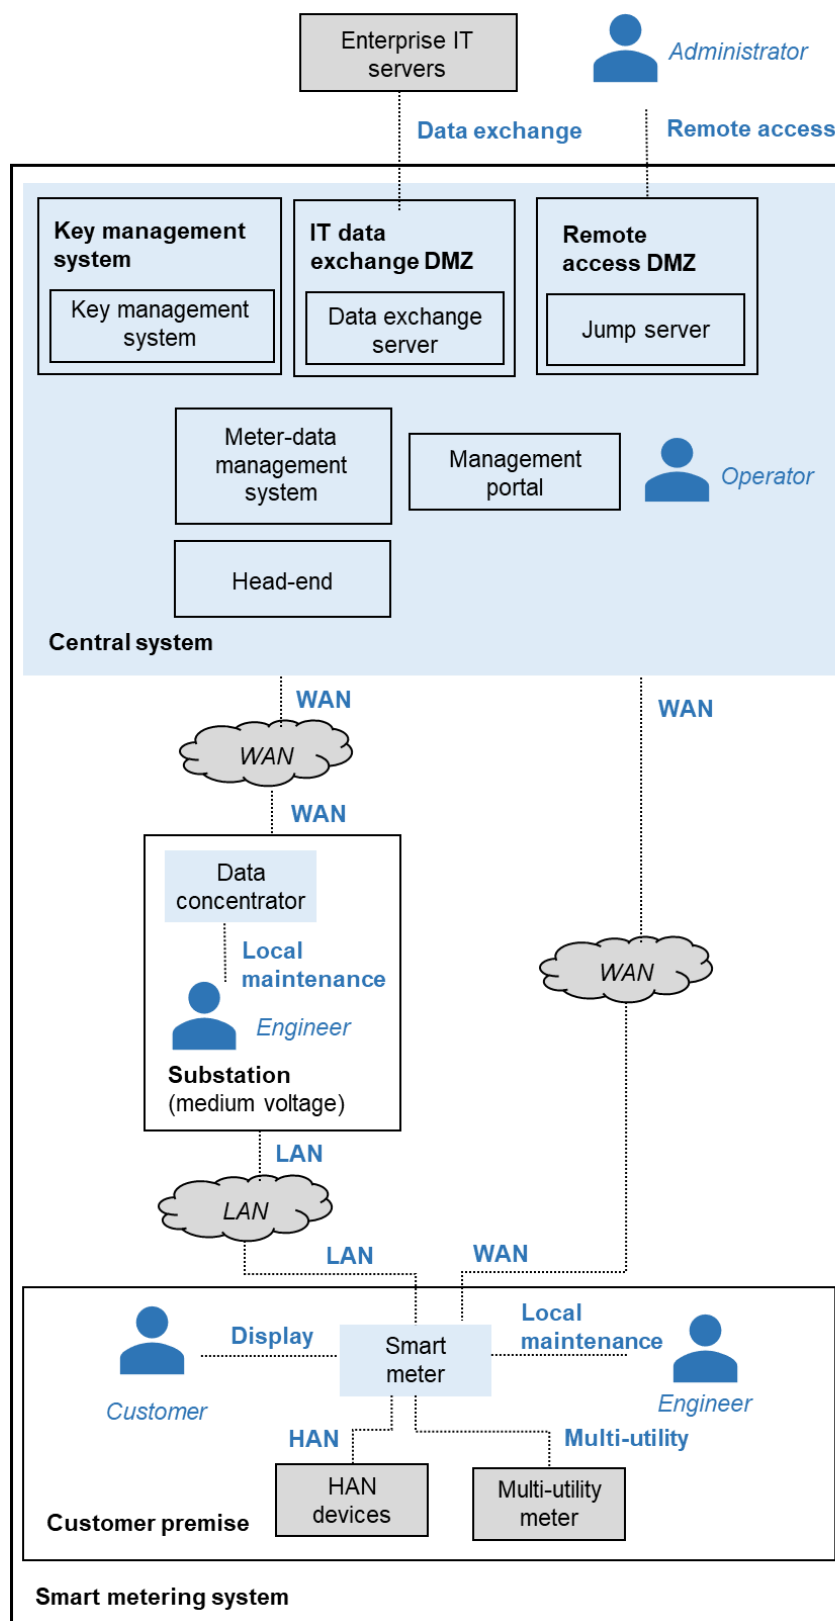 Enterprise IT
servers
Administrator
Data exchange
Remote access
Key management
system
IT data
exchange DMZ
Remote
access DMZ
Key management
system
Data exchange
server
Jump server
Meter-data
management
system
Management
portal
Operator
Head-end
Central system
WAN
WAN
WAN
WAN
Data
concentrator
Local
maintenance
WAN
Engineer
Substation
(medium voltage)
LAN
LAN
LAN
WAN
Display
Smart
meter
Local
maintenance
Customer
Engineer
HAN
Multi-utility
HAN
devices
Multi-utility
meter
Customer premise
Smart metering system